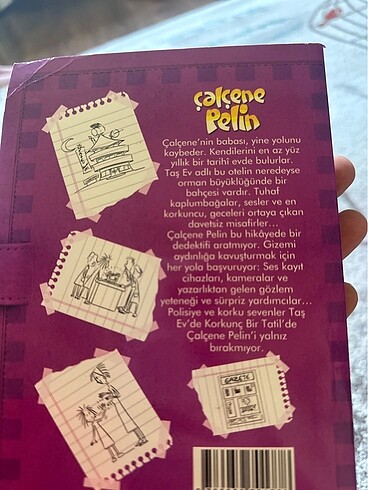 çalçene
Pelin
Çalçene'nin babası, yine yolunu
kaybeder. Kendilerini en az yüz
yıllık bir tarihî evde bulurlar.
Taş Ev adlı bu otelin neredeyse
orman büyüklüğünde bir
bahçesi vardır. Tuhaf
kaplumbağalar, sesler ve en
korkuncu, geceleri ortaya çıkan
davetsiz misafirler...
Çalçene Pelin bu hikâyede bir
dedektifi aratmıyor. Gizemi
aydınlığa kavuşturmak için
her yola başvuruyor: Ses kayıt
cihazları, kameralar ve
yazarlıktan gelen gözlem
yeteneği ve sürpriz yardımcılar...
Polisiye ve korku sevenler Taş
Ev'de Korkunç Bir Tatil'de
Çalçene Pelin'i yalnız
bırakmıyor.
GAZETE